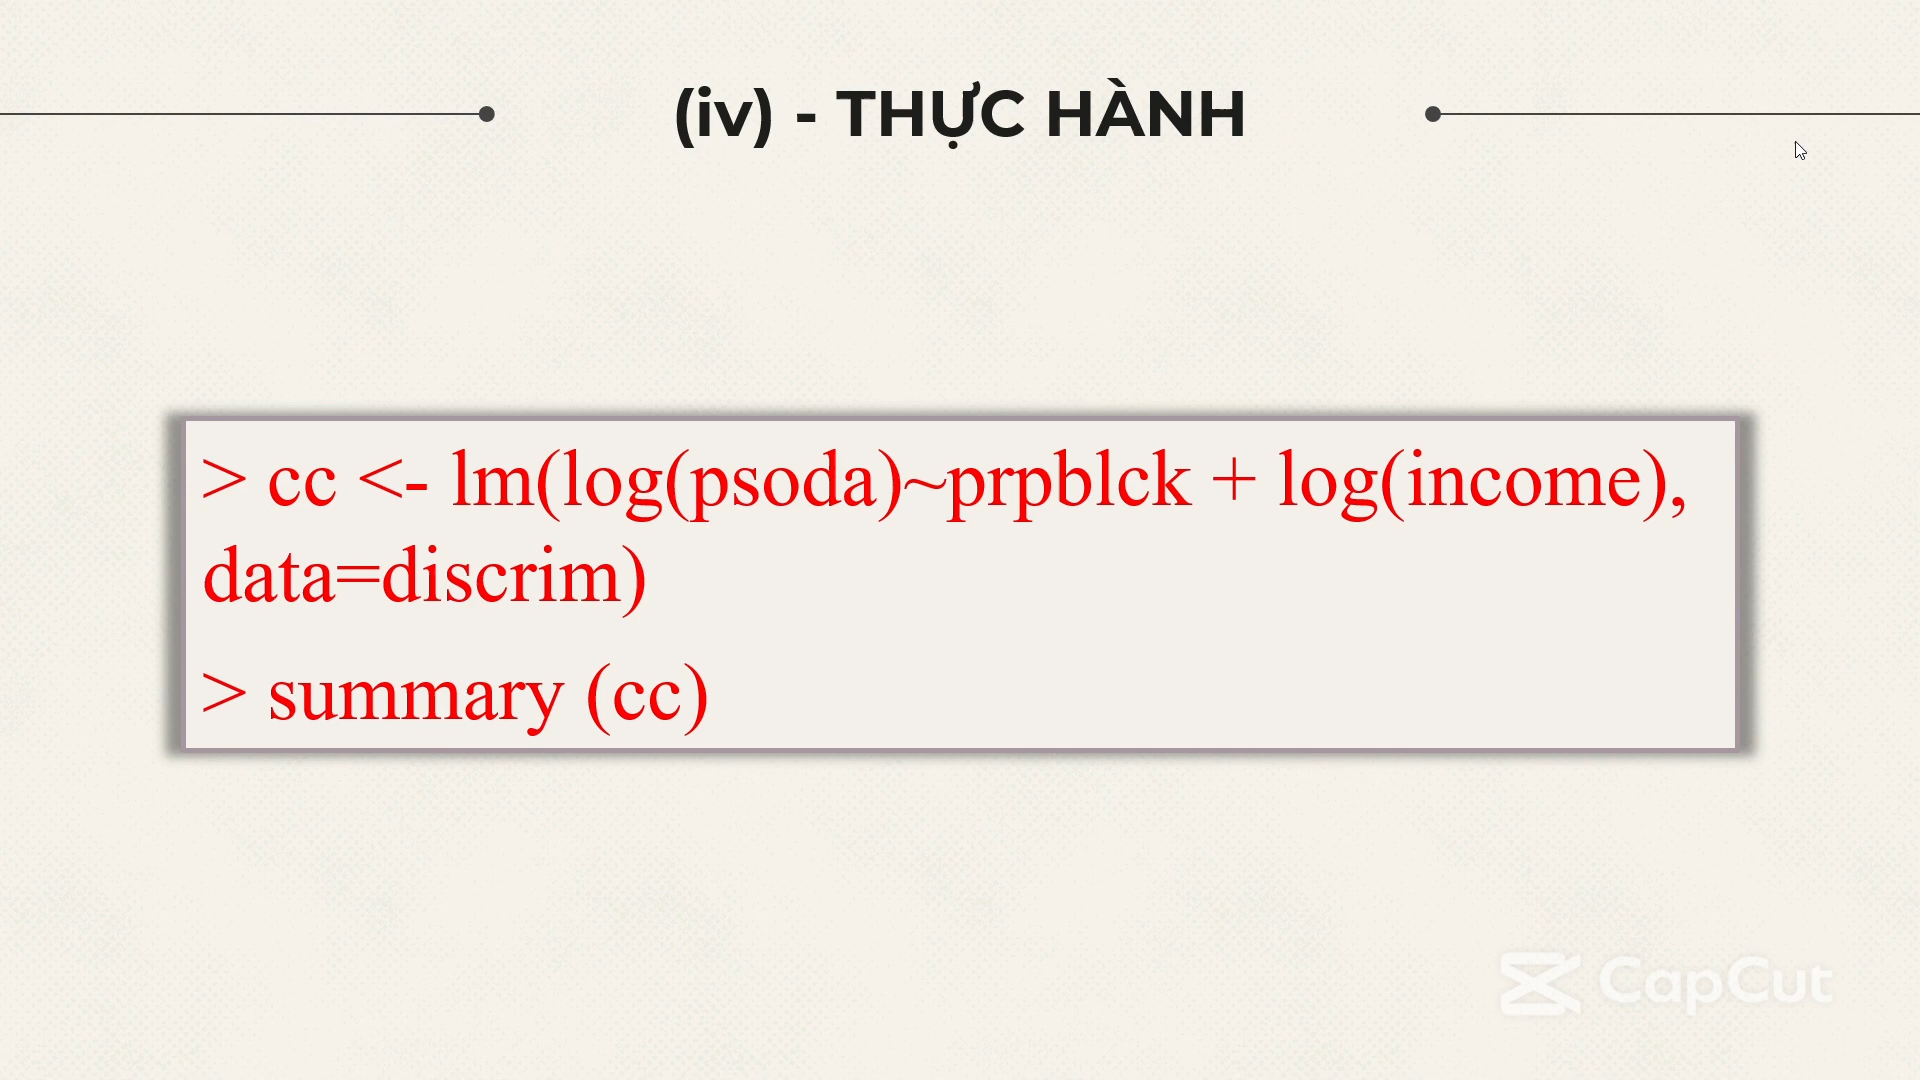 (iv) - THỰC HÀNH
> cc <- lm(log(psoda)~prpblck + log(income),
data=discrim)
> summary (cc)
CapCut